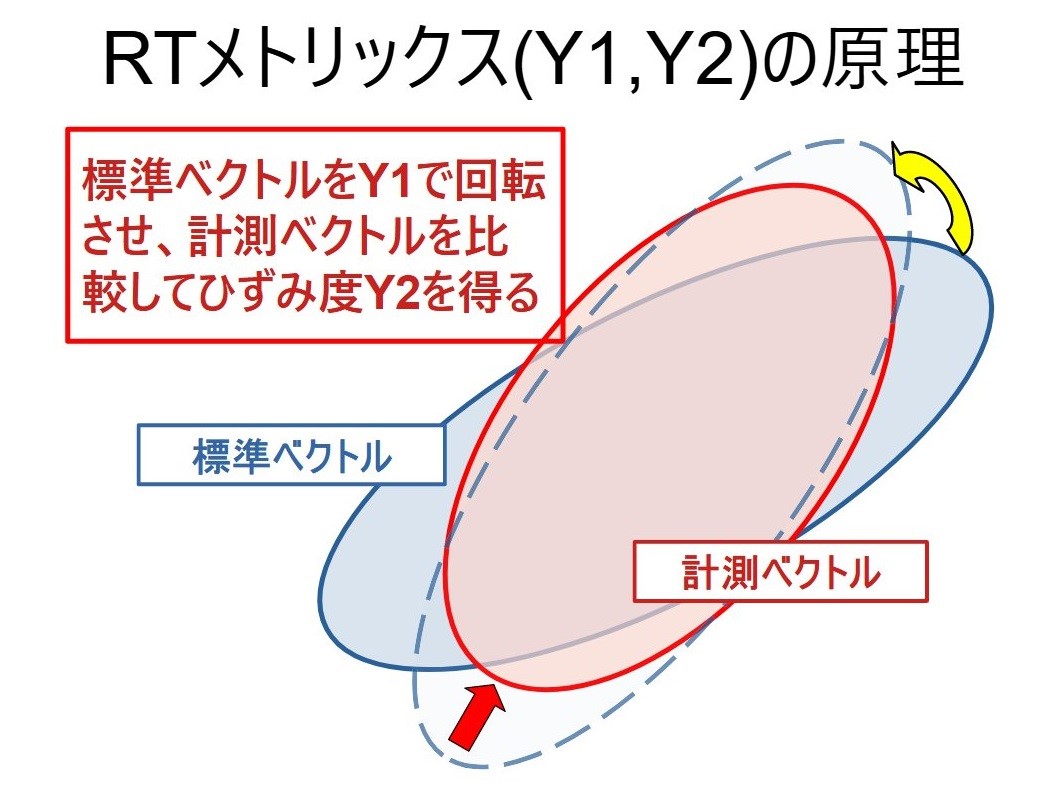 RTメトリックス(Y1,Y2)の原理
標準ベクトルをY1で回転
させ、計測ベクトルを比
較してひずみ度Y2を得る
標準ベクトル
計測ベクトル